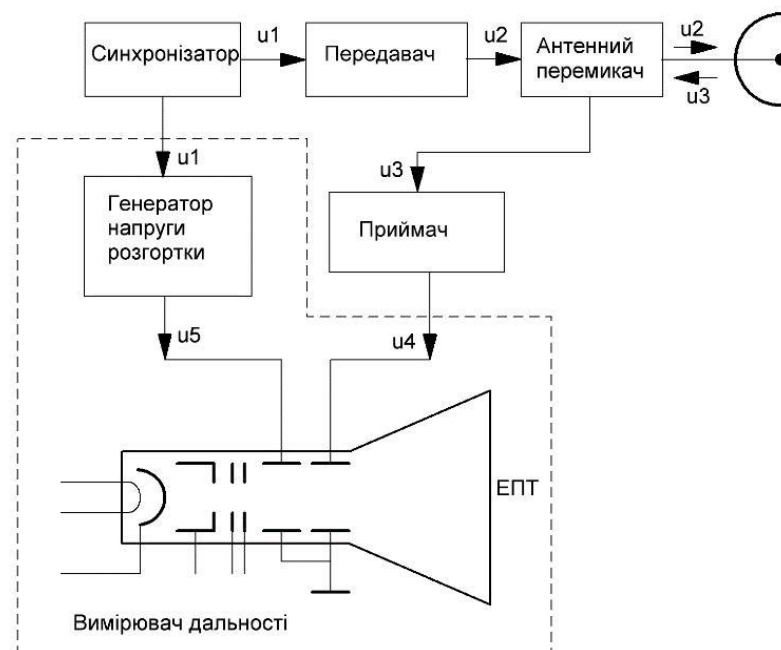 Синхронізатор
u1
Передавач
u2
Антенний
перемикач
u2
u3
u1
u3
Генератор
напруги
розгортки
Приймач
u5
u4
ЕПТ
Вимірювач дальності